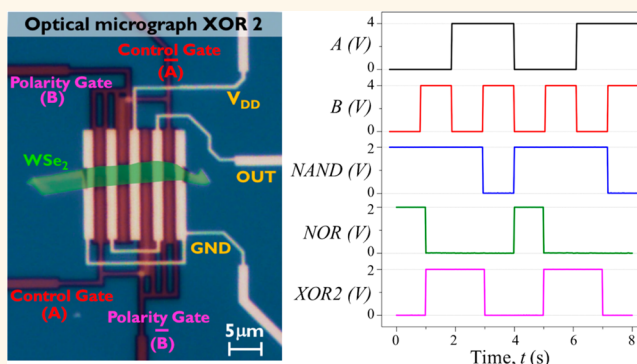 Optical micrograph XOR 2
Control Gate
(A̅)
Polarity Gate
(B)
V_DD
WSe₂
OUT
GND
Control Gate
(A)
Polarity
Gate
(B̅)
5μm
A (V)
4
0
B (V)
4
0
NAND (V)
2
0
NOR (V)
2
0
XOR2 (V)
2
0
0 2 4 6 8
Time, t (s)